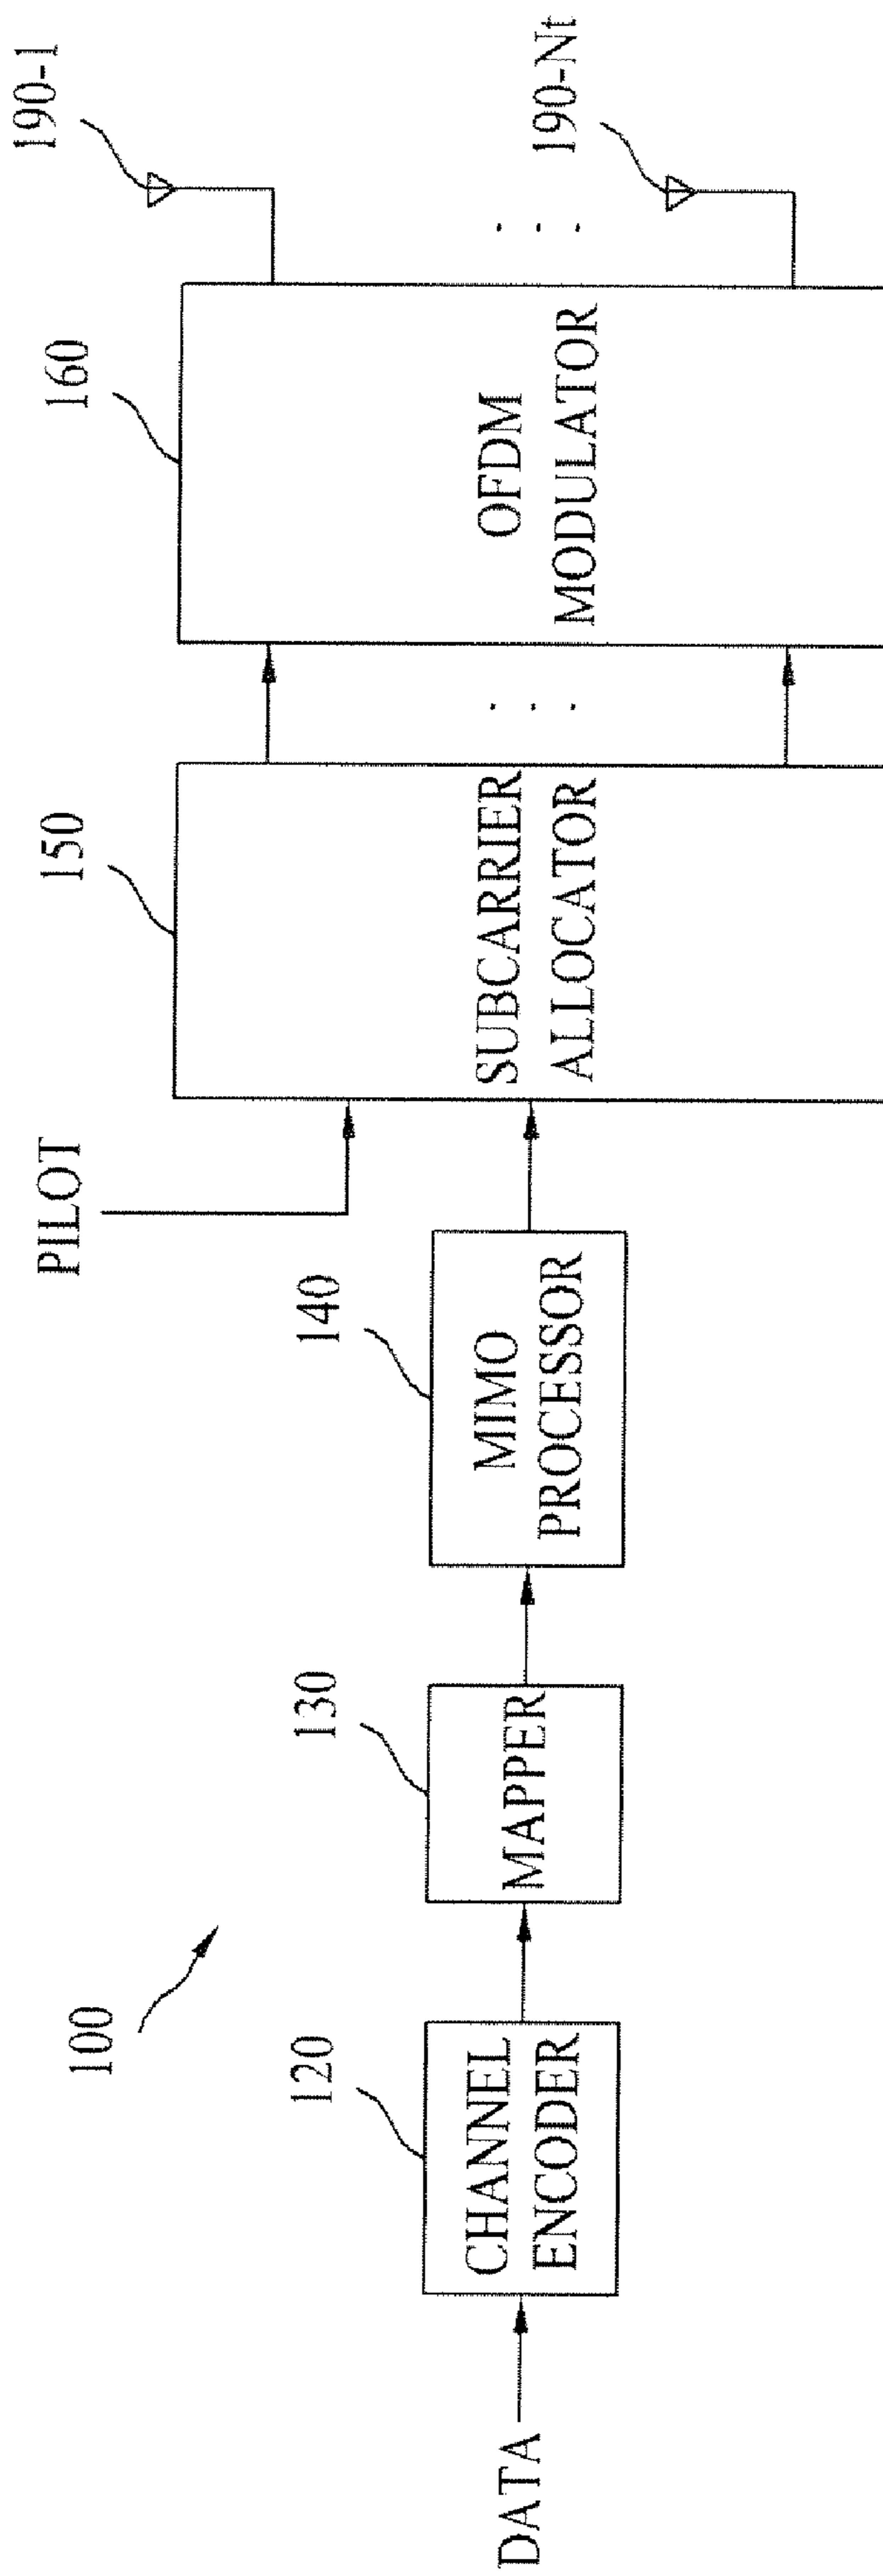 100
DATA
120
CHANNEL
ENCODER
130
MAPPER
140
MIMO
PROCESSOR
PILOT
150
SUBCARRIER
ALLOCATOR
160
OFDM
MODULATOR
190-1
190-Nt